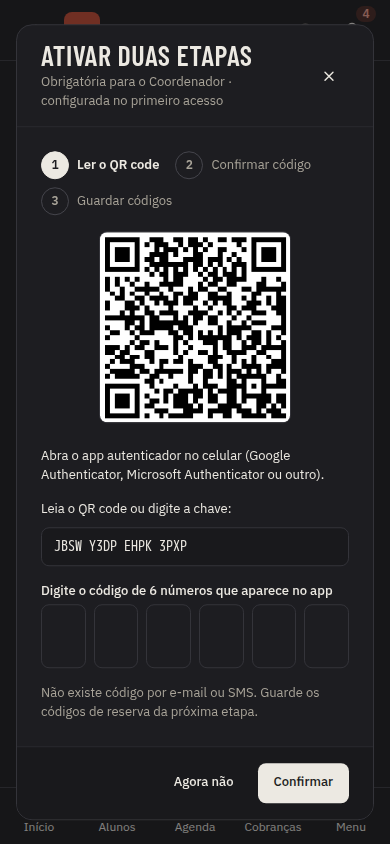 4
ATIVAR DUAS ETAPAS
Obrigatória para o Coordenador ·
configurada no primeiro acesso
1 Ler o QR code 2 Confirmar código
3 Guardar códigos
Abra o app autenticador no celular (Google
Authenticator, Microsoft Authenticator ou outro).
Leia o QR code ou digite a chave:
JBSW Y3DP EHPK 3PXP
Digite o código de 6 números que aparece no app
Não existe código por e-mail ou SMS. Guarde os
códigos de reserva da próxima etapa.
Agora não Confirmar
Início Alunos Agenda Cobranças Menu